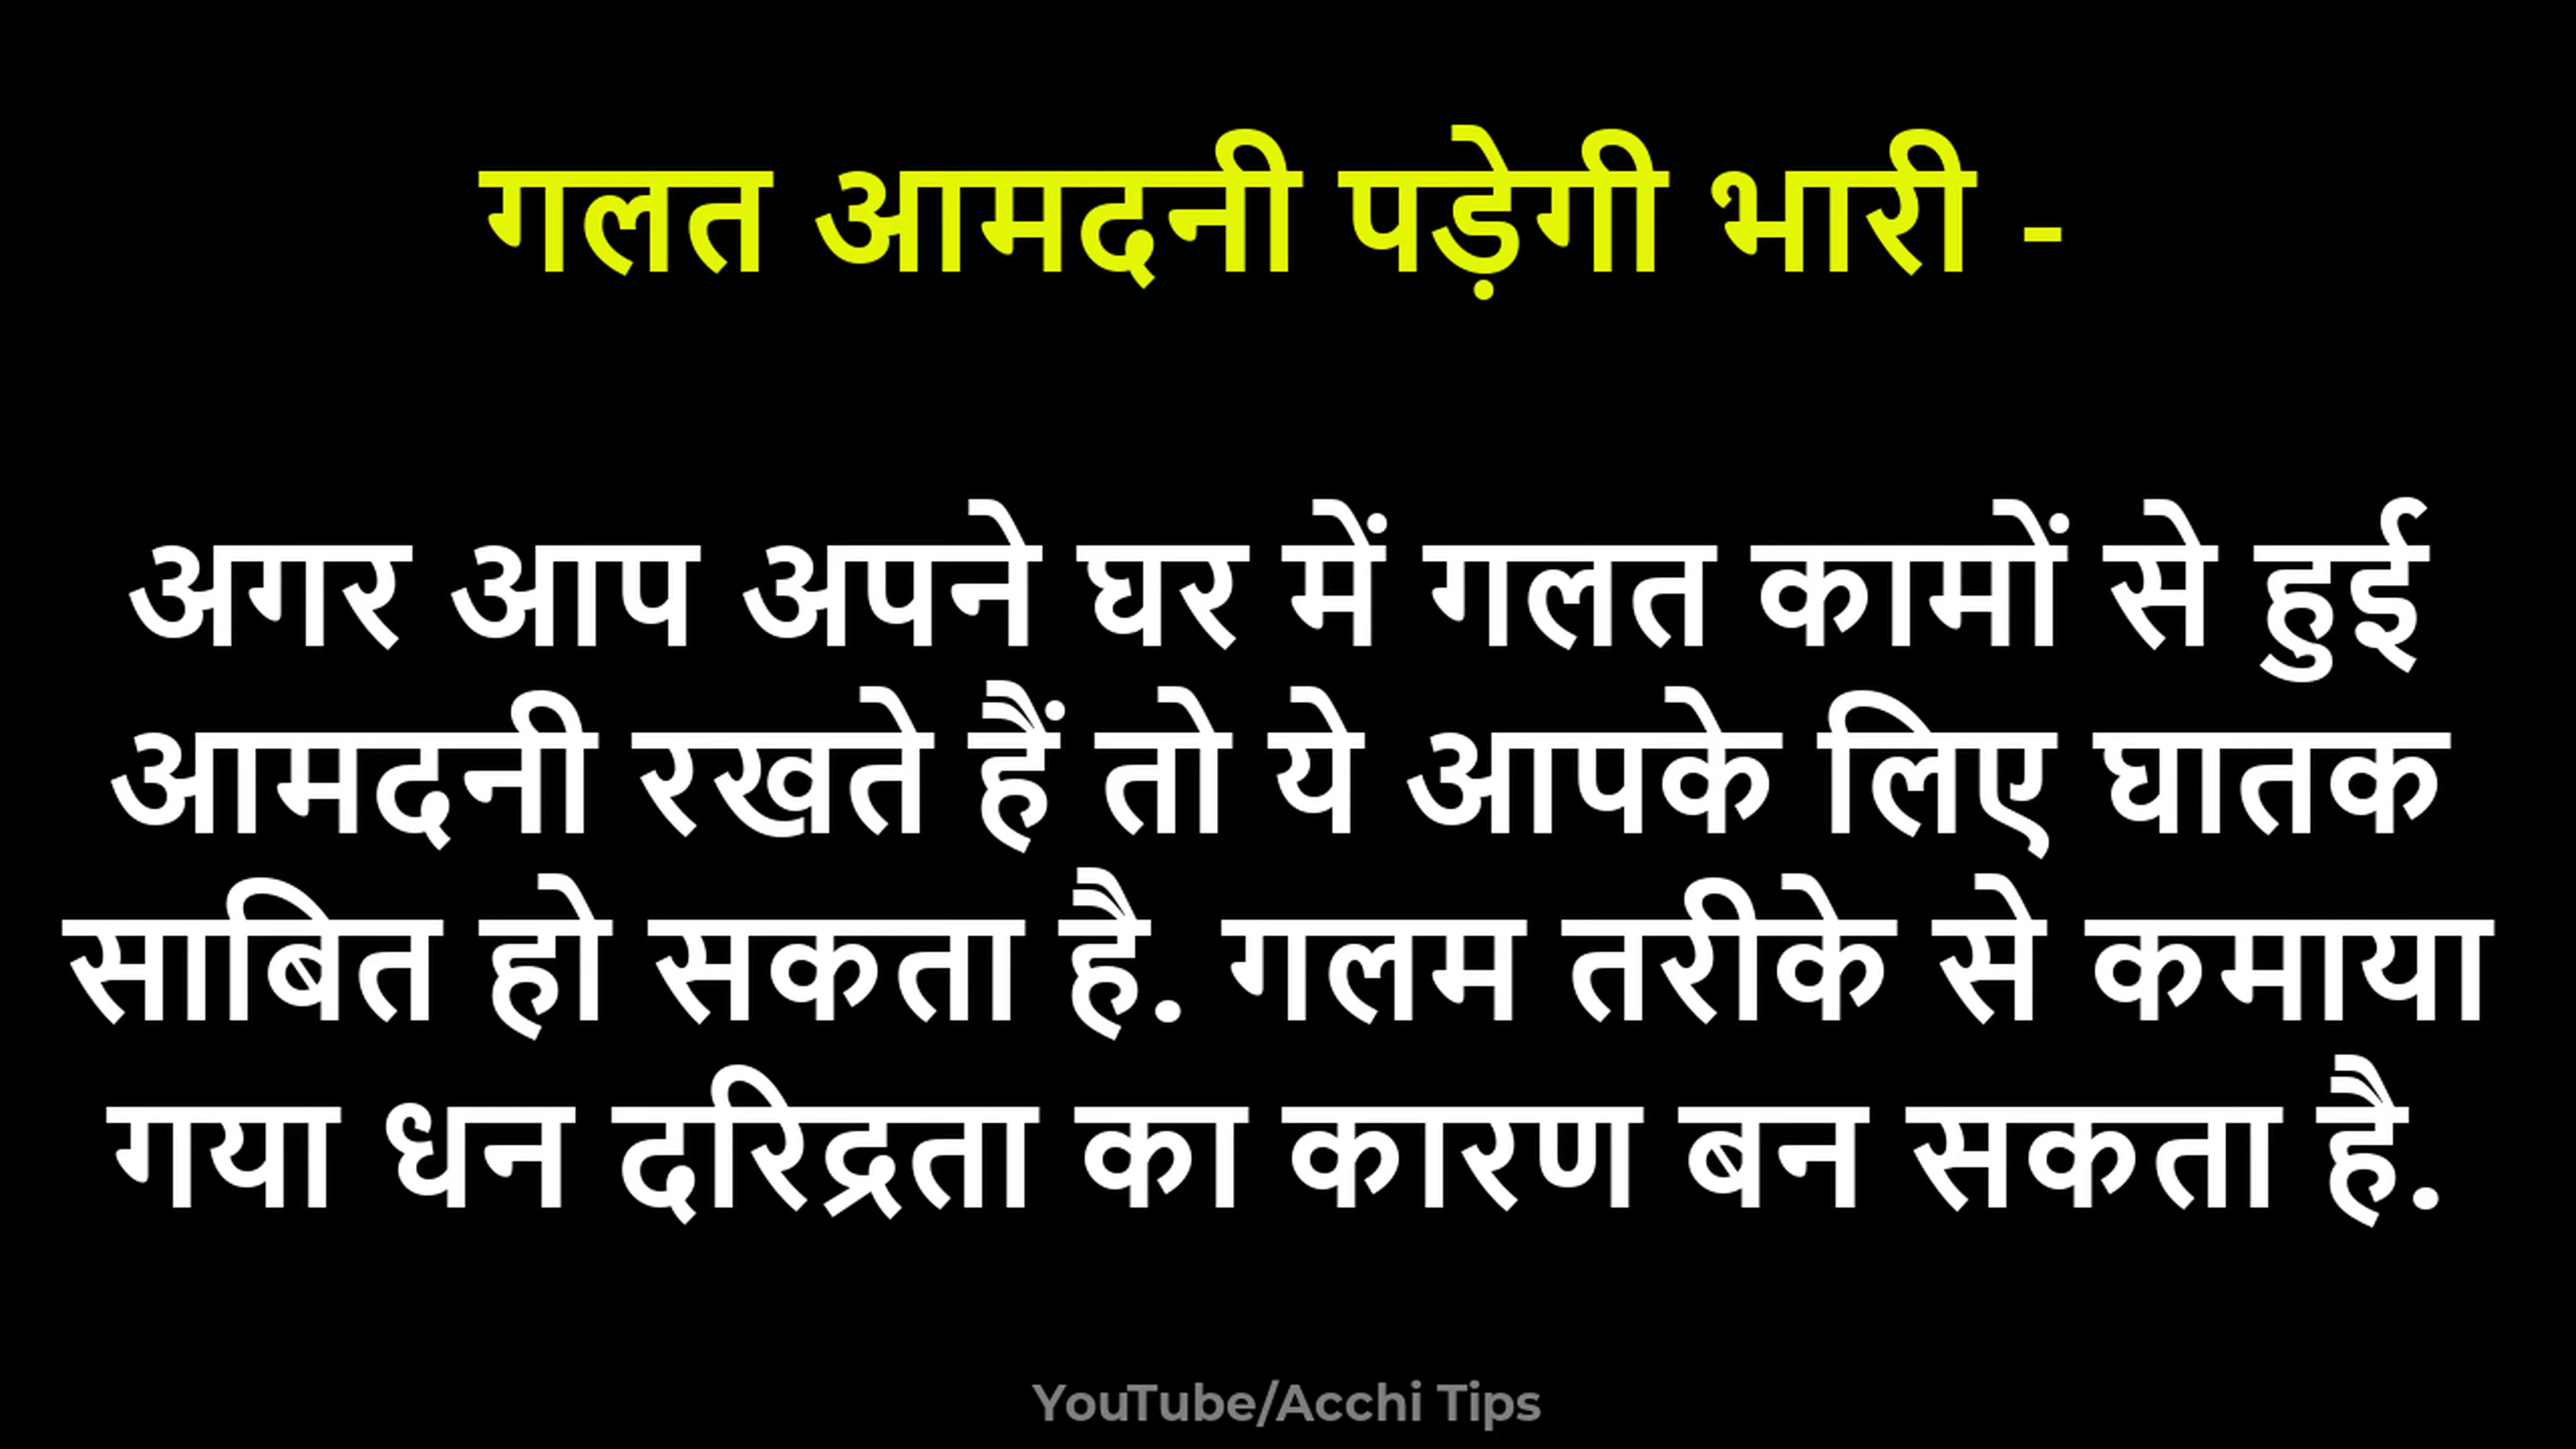 गलत आमदनी पड़ेगी भारी -
अगर आप अपने घर में गलत कामों से हुई
आमदनी रखते हैं तो ये आपके लिए घातक
साबित हो सकता है. गलम तरीके से कमाया
गया धन दरिद्रता का कारण बन सकता है.
YouTube/Acchi Tips